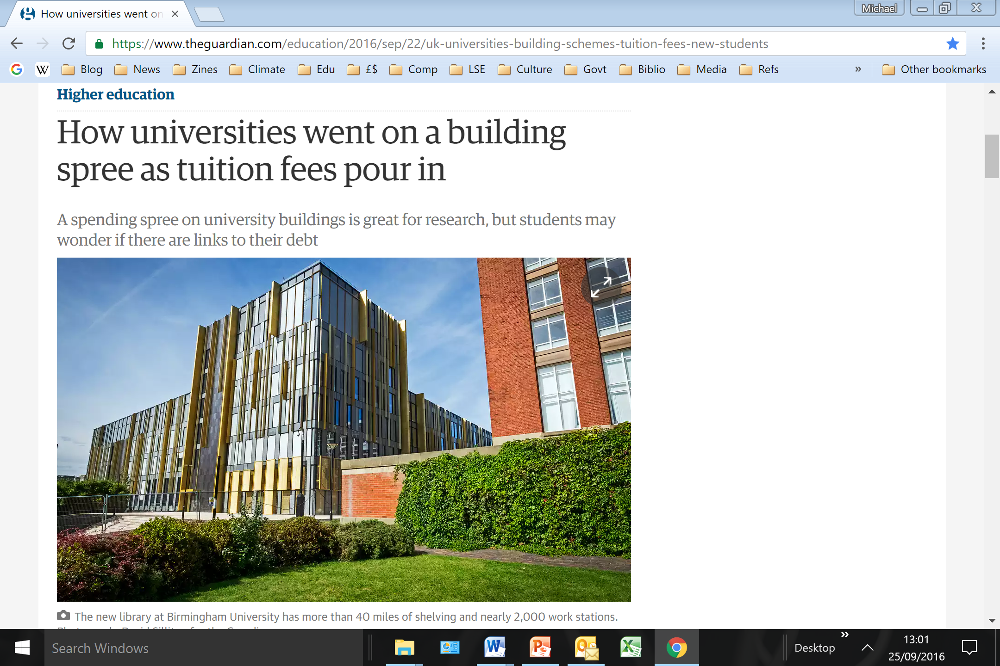 How universities went on
Michael
https://www.theguardian.com/education/2016/sep/22/uk-universities-building-schemes-tuition-fees-new-students
G W Blog News Zines Climate Edu £$ Comp LSE Culture Govt Biblio Media Refs » Other bookmarks
Higher education
How universities went on a building
spree as tuition fees pour in
A spending spree on university buildings is great for research, but students may
wonder if there are links to their debt
The new library at Birmingham University has more than 40 miles of shelving and nearly 2,000 work stations.
Search Windows
Desktop »
13:01
25/09/2016